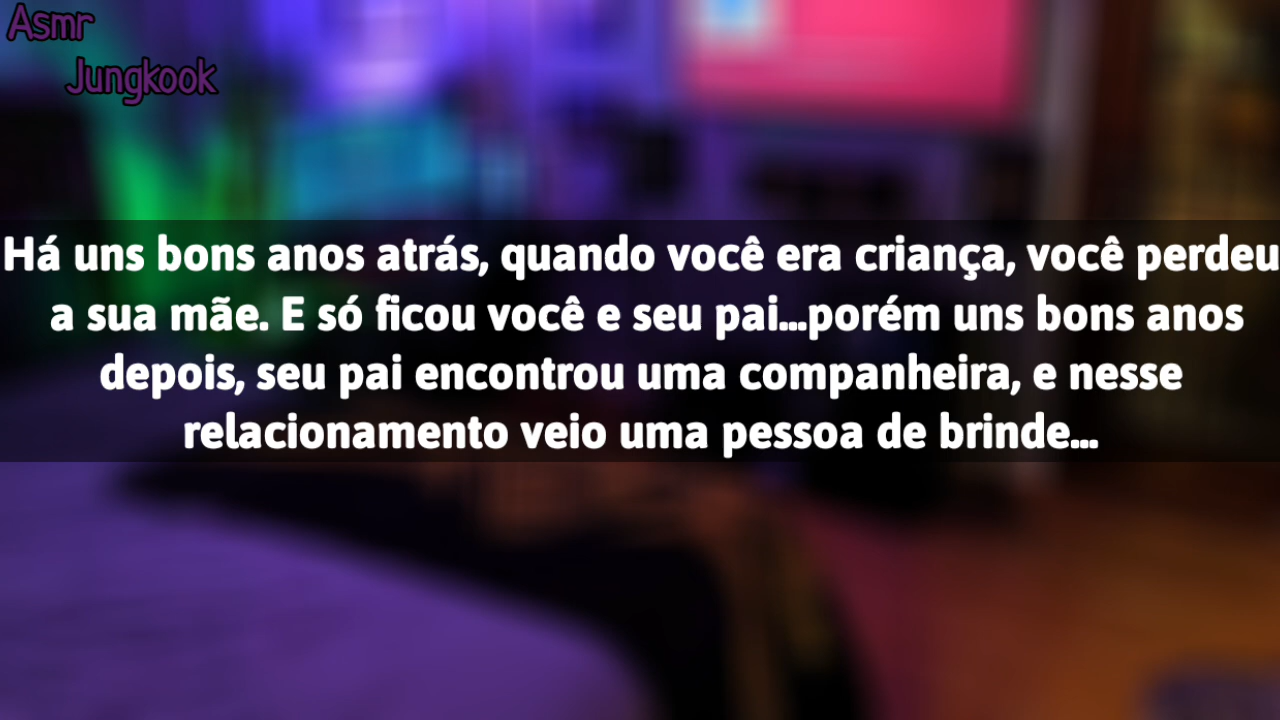 Asmr
Jungkook
Há uns bons anos atrás, quando você era criança, você perdeu
a sua mãe. E só ficou você e seu pai...porém uns bons anos
depois, seu pai encontrou uma companheira, e nesse
relacionamento veio uma pessoa de brinde...